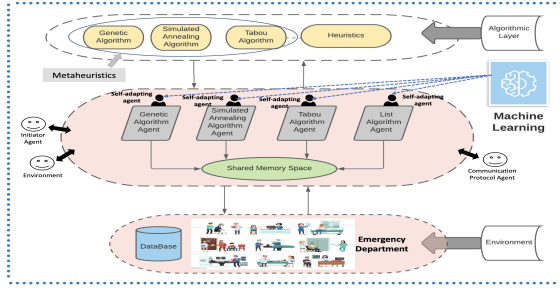 Genetic
Algorithm
Simulated
Annealing
Algorithm
Tabou
Algorithm
Heuristics
Algorithmic
Layer
Metaheuristics
Self-adapting
agent
Self-adapting
agent
Self-adapting
agent
Self-adapting
agent
Machine
Learning
Genetic
Algorithm
Agent
Simulated
Annealing
Algorithm
Agent
Tabou
Algorithm
Agent
List
Algorithm
Agent
Initiator
Agent
Environment
Shared Memory Space
Communication
Protocol Agent
DataBase
Emergency
Department
Environment